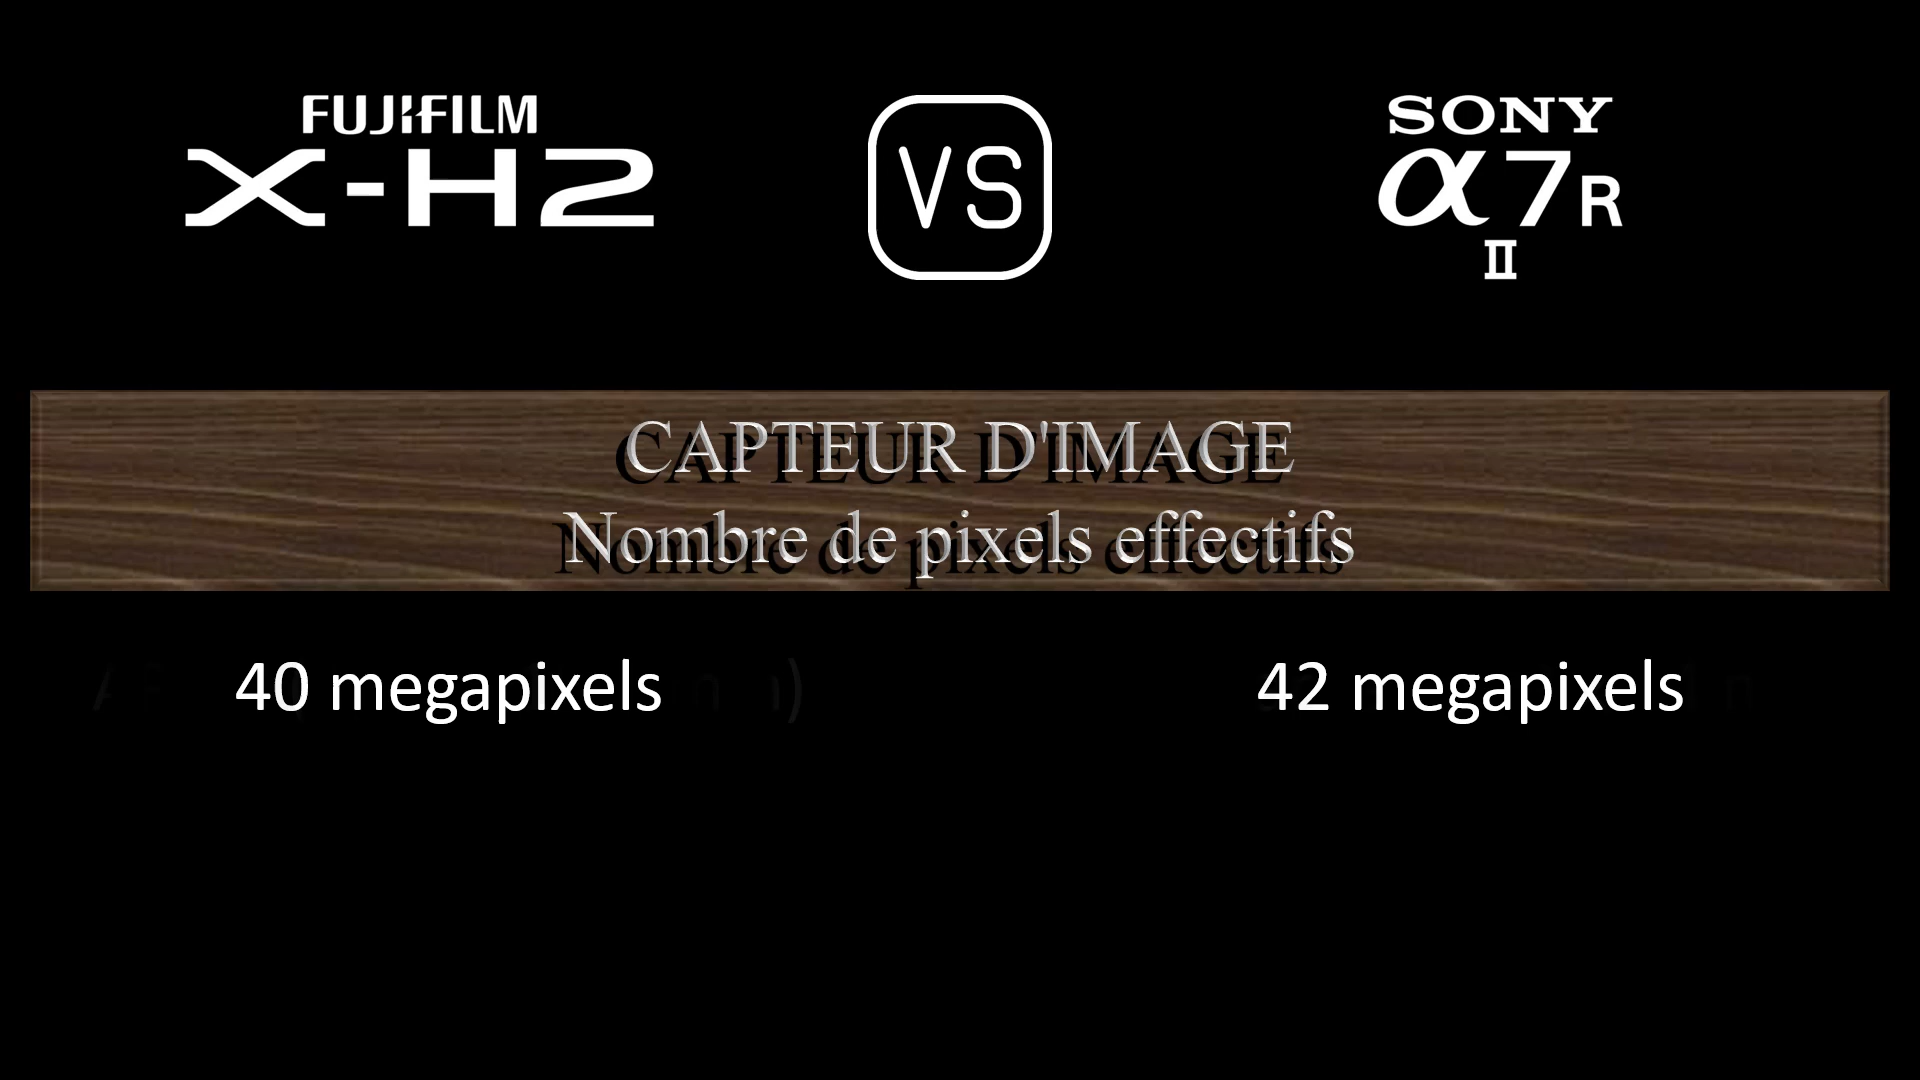 FUJIFILM
X-H2
VS
SONY
α7R
II
CAPTEUR D'IMAGE
Nombre de pixels effectifs
40 megapixels
42 megapixels